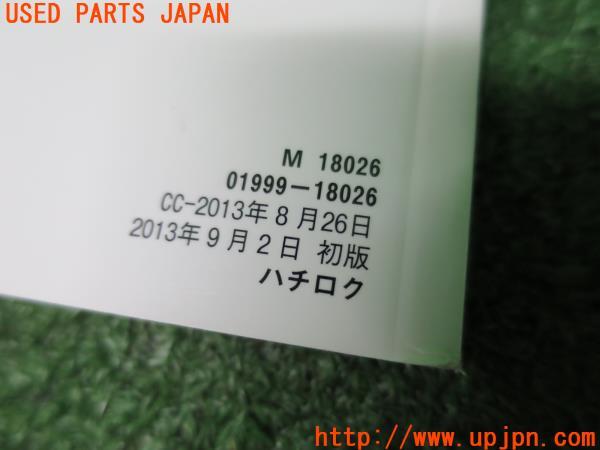 USED PARTS JAPAN
M 18026
01999-18026
CC-2013年8月26日
2013年9月2日 初版
ハチロク
http://www.upjpn.com/